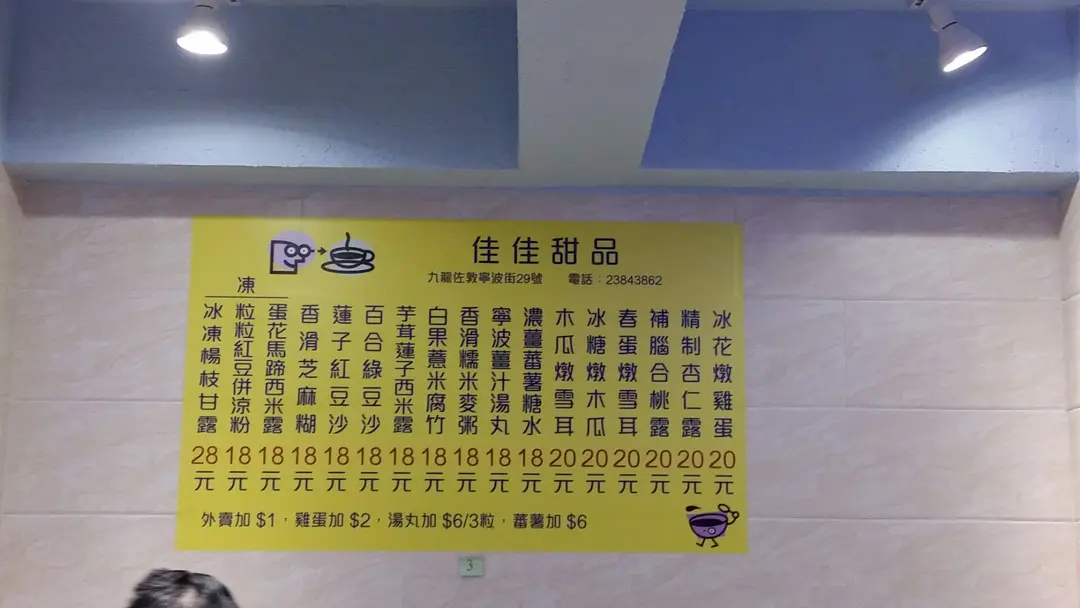 佳佳甜品
九龍佐敦寧波街29號 電話：23843862
冰花燉雞蛋 20元
精制杏仁露 20元
補腦合桃露 20元
春蛋燉雪耳 20元
冰糖燉木瓜 20元
木瓜燉雪耳 20元
濃薑蕃薯糖水 18元
寧波薑汁湯丸 18元
香滑糯米麥粥 18元
白果薏米腐竹 18元
芋茸蓮子西米露 18元
百合綠豆沙 18元
蓮子紅豆沙 18元
香滑芝麻糊 18元
凍
蛋花馬蹄西米露 18元
粒粒紅豆併涼粉 18元
冰凍楊枝甘露 28元
外賣加 $1，雞蛋加 $2，湯丸加 $6/3粒，蕃薯加 $6
3